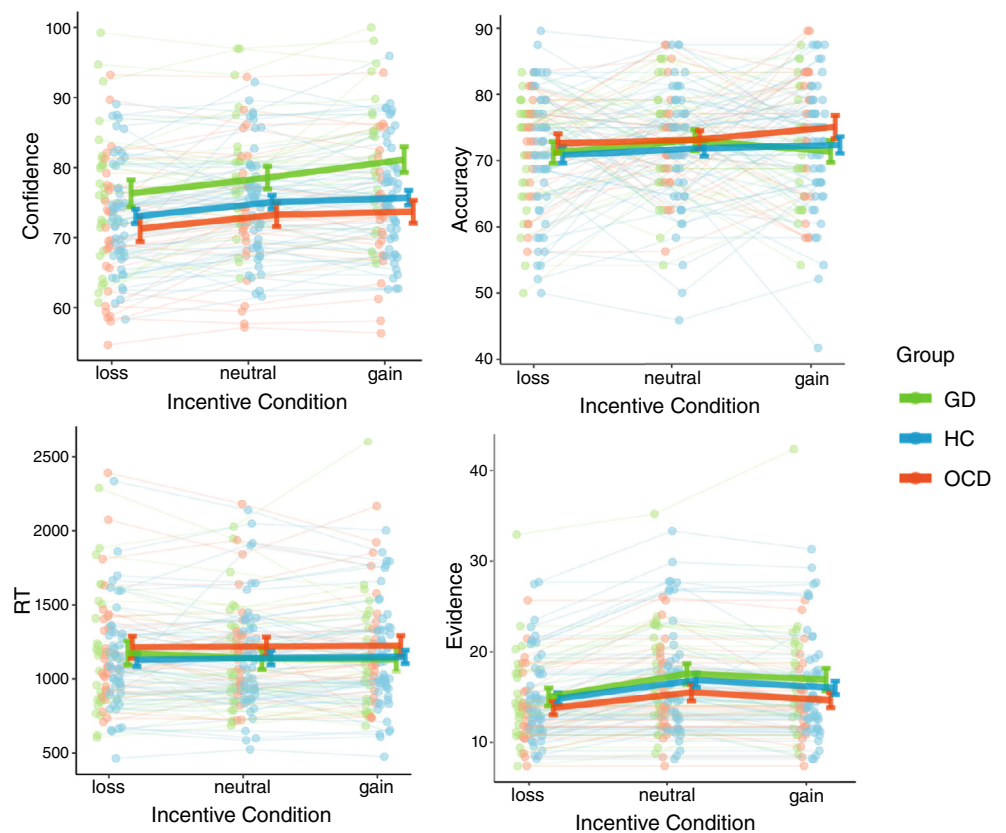 Confidence
100
90
80
70
60
loss
neutral
gain
Incentive Condition
Accuracy
90
80
70
60
50
40
loss
neutral
gain
Incentive Condition
Group
GD
HC
OCD
RT
2500
2000
1500
1000
500
loss
neutral
gain
Incentive Condition
Evidence
40
30
20
10
loss
neutral
gain
Incentive Condition